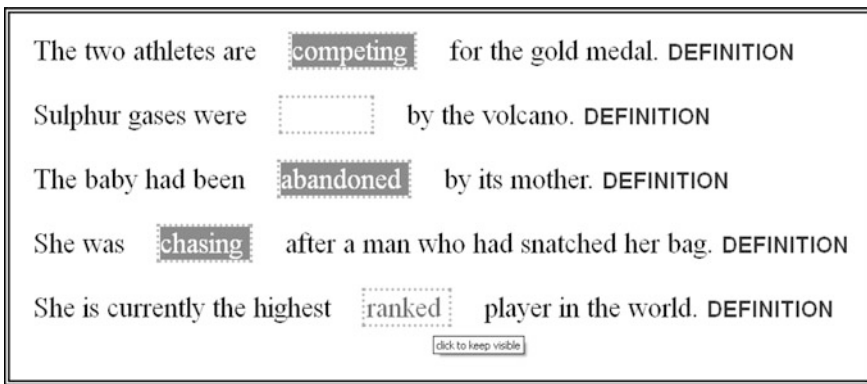 The two athletes are competing for the gold medal. DEFINITION
Sulphur gases were by the volcano. DEFINITION
The baby had been abandoned by its mother. DEFINITION
She was chasing after a man who had snatched her bag. DEFINITION
She is currently the highest ranked player in the world. DEFINITION
click to keep visible